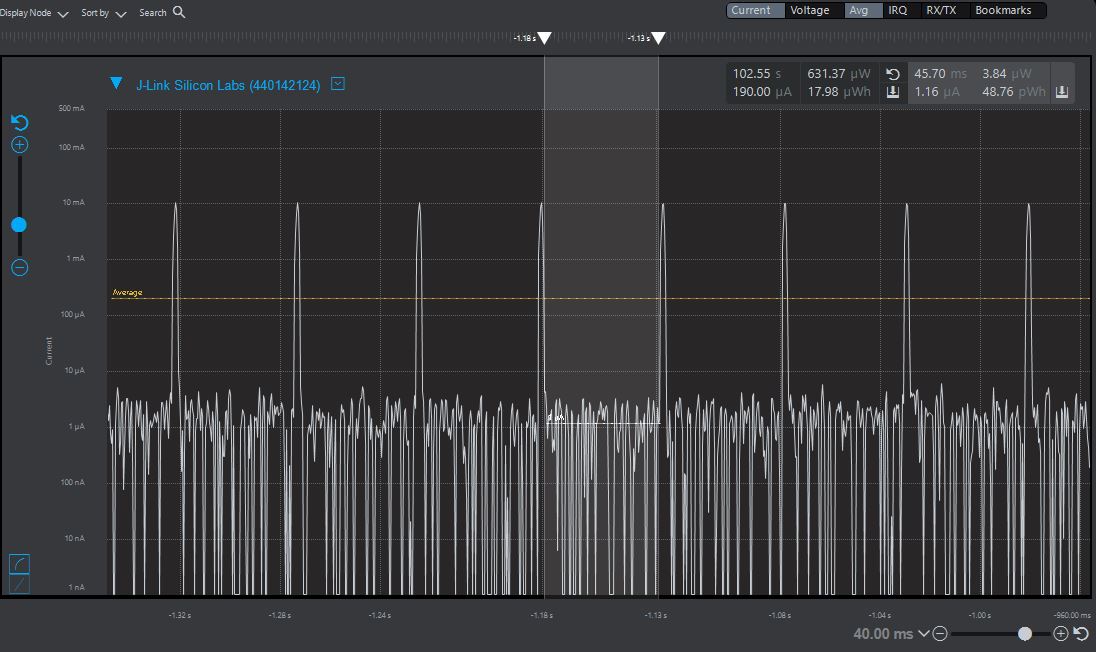 Display Node Sort by Search
Current Voltage Avg IRQ RX/TX Bookmarks
-1.18 s -1.13 s
J-Link Silicon Labs (440142124)
102.55 s 631.37 µW 45.70 ms 3.84 µW
190.00 µA 17.98 µWh 1.16 µA 48.76 pWh
500 mA
100 mA
10 mA
1 mA
Average
100 µA
Current
10 µA
1 µA
100 nA
10 nA
1 nA
-1.32 s -1.28 s -1.24 s -1.18 s -1.13 s -1.08 s -1.04 s -1.00 s -960.00 ms
40.00 ms